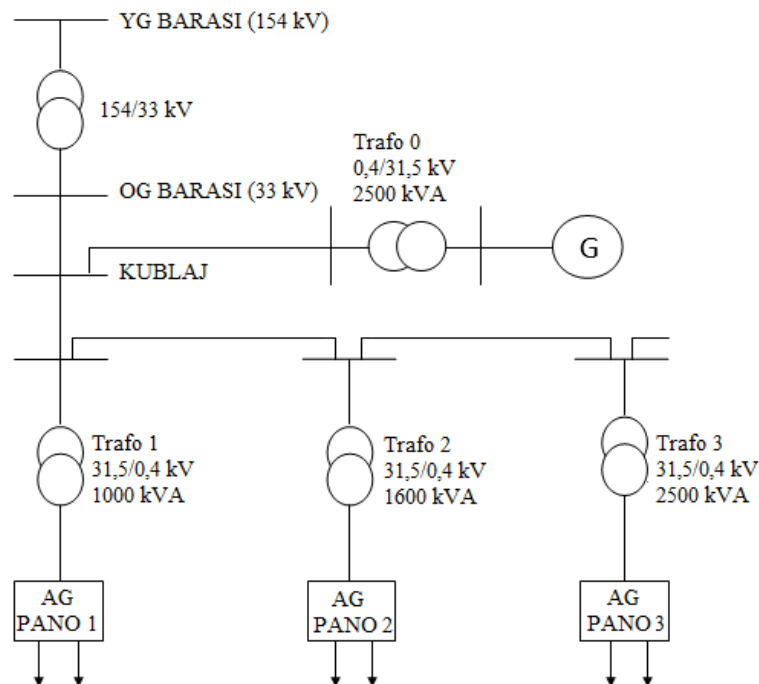 YG BARASI (154 kV)
154/33 kV
Trafo 0
0,4/31,5 kV
2500 kVA
OG BARASI (33 kV)
G
KUBLAJ
Trafo 1
31,5/0,4 kV
1000 kVA
Trafo 2
31,5/0,4 kV
1600 kVA
Trafo 3
31,5/0,4 kV
2500 kVA
AG
PANO 1
AG
PANO 2
AG
PANO 3